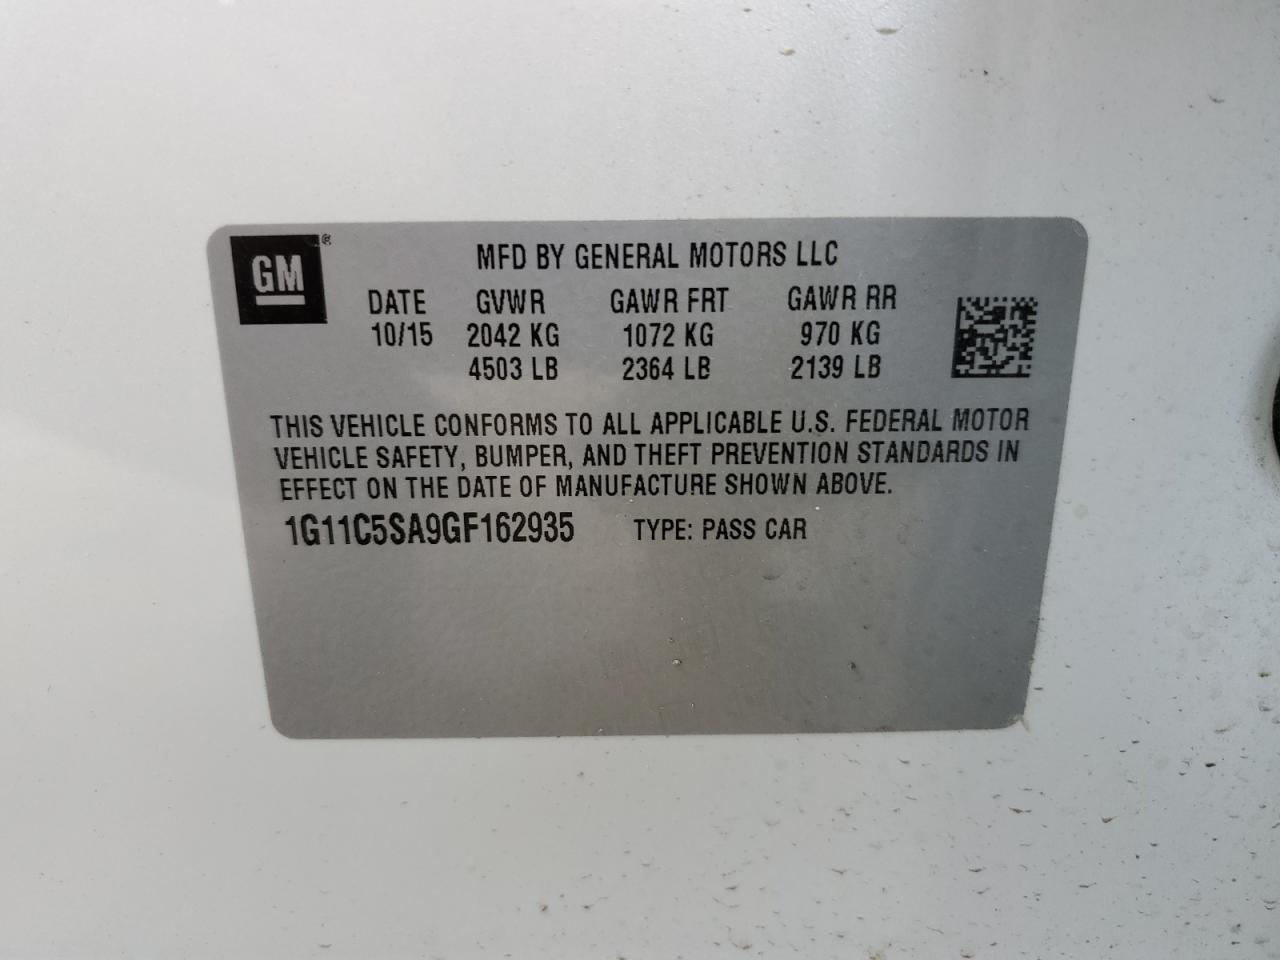 GM®
MFD BY GENERAL MOTORS LLC
DATE GVWR GAWR FRT GAWR RR
10/15 2042 KG 1072 KG 970 KG
4503 LB 2364 LB 2139 LB
THIS VEHICLE CONFORMS TO ALL APPLICABLE U.S. FEDERAL MOTOR
VEHICLE SAFETY, BUMPER, AND THEFT PREVENTION STANDARDS IN
EFFECT ON THE DATE OF MANUFACTURE SHOWN ABOVE.
1G11C5SA9GF162935 TYPE: PASS CAR